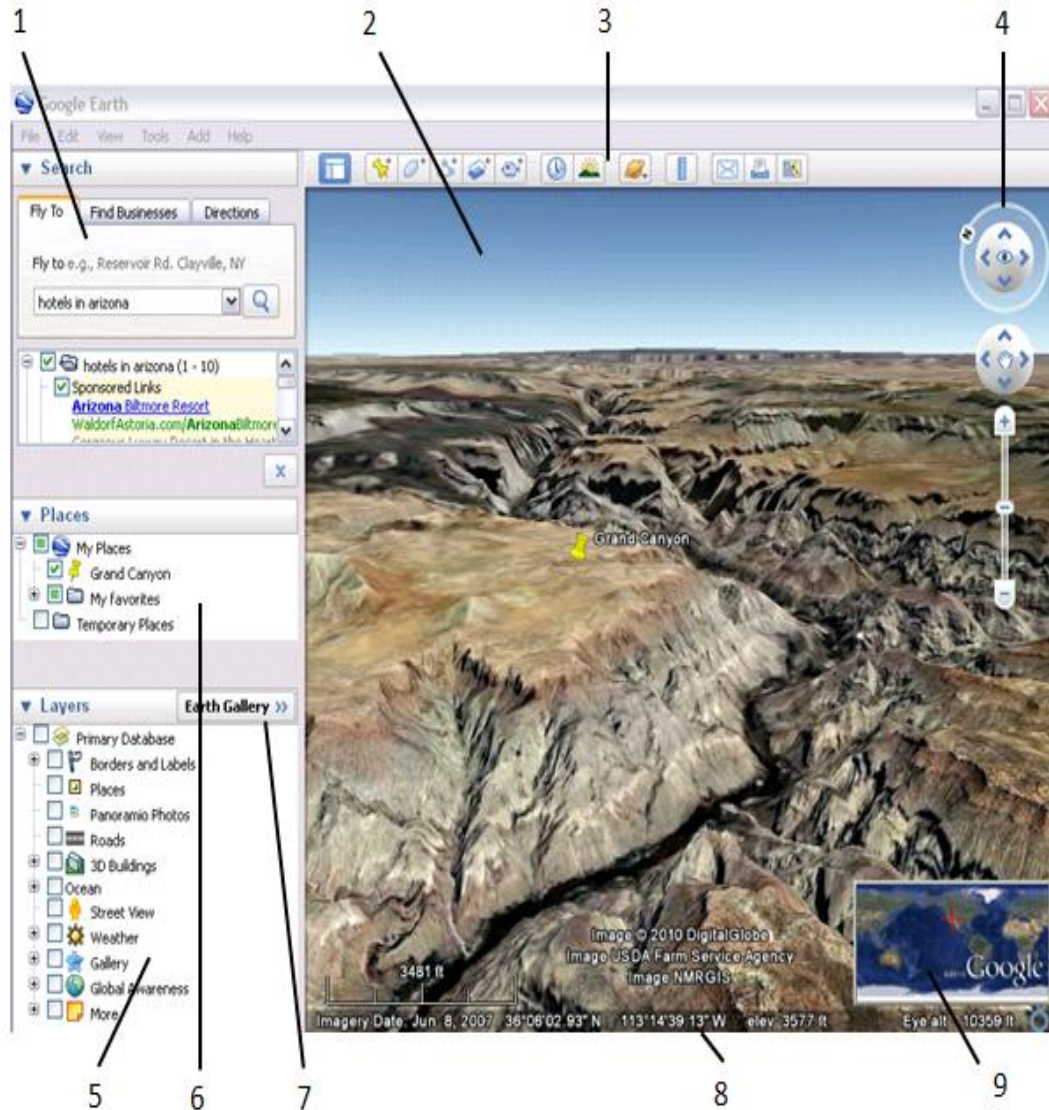 1 2 3 4
Google Earth
File Edit View Tools Add Help
Search
Fly To Find Businesses Directions
Fly to e.g., Reservoir Rd. Clayville, NY
hotels in arizona
hotels in arizona (1 - 10)
Sponsored Links
Arizona Biltmore Resort
WaldorfAstoria.com/ArizonaBiltmore
x
Places
My Places
Grand Canyon
My favorites
Temporary Places
Layers Earth Gallery »
Primary Database
Borders and Labels
Places
Panoramio Photos
Roads
3D Buildings
Ocean
Street View
Weather
Gallery
Global Awareness
More
N
Grand Canyon
Image © 2010 DigitalGlobe
Image USDA Farm Service Agency
Image NMRGIS
3481 ft
Google
Imagery Date: Jun. 8, 2007 36°06'02.93" N 113°14'39.13" W elev 3577 ft Eye alt 10359 ft
5 6 7 8 9